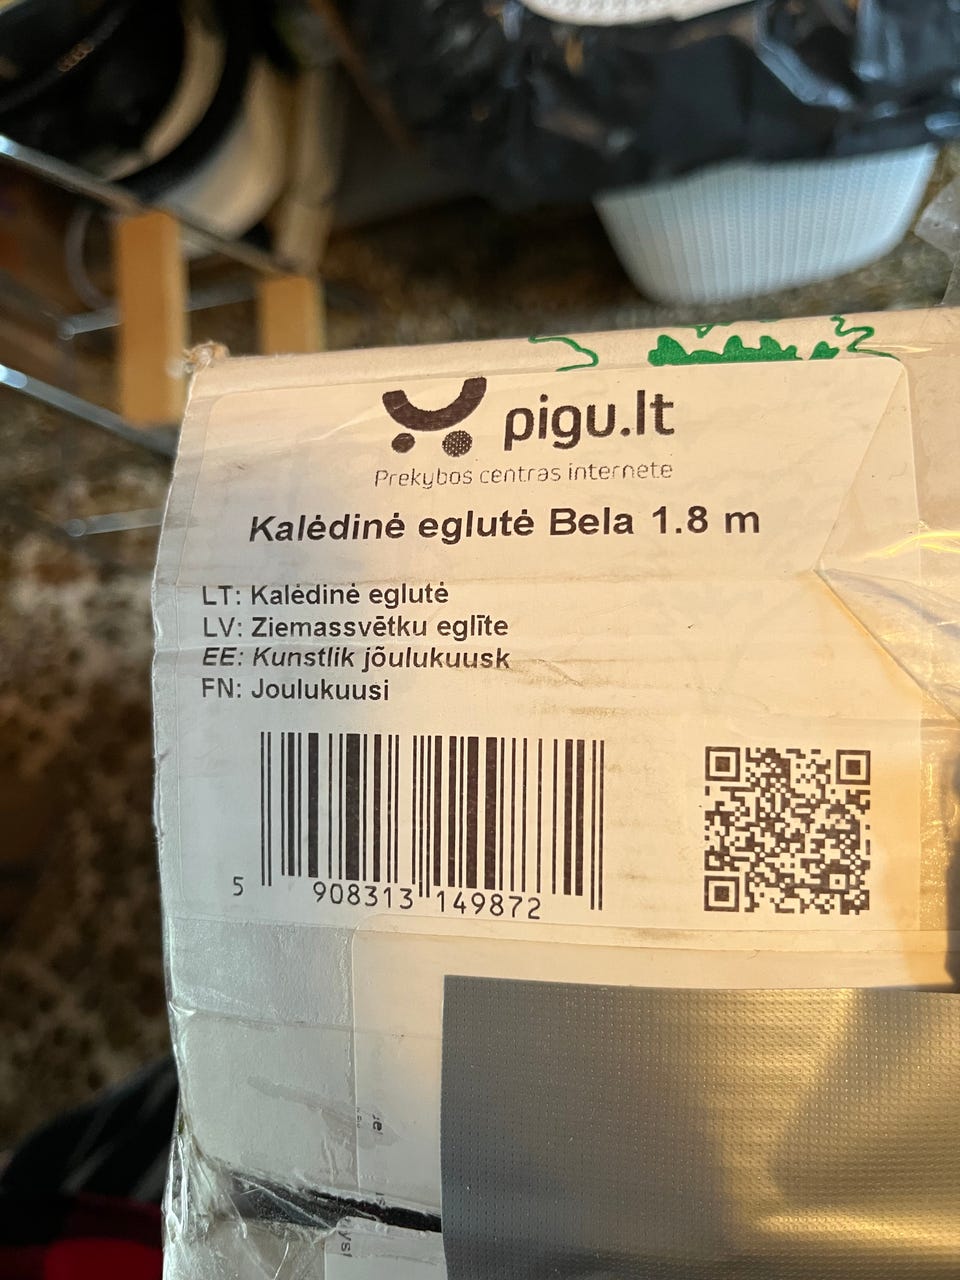 pigu.lt
Prekybos centras internete
Kalėdinė eglutė Bela 1.8 m
LT: Kalėdinė eglutė
LV: Ziemassvētku eglīte
EE: Kunstlik jõulukuusk
FN: Joulukuusi
5 908313 149872